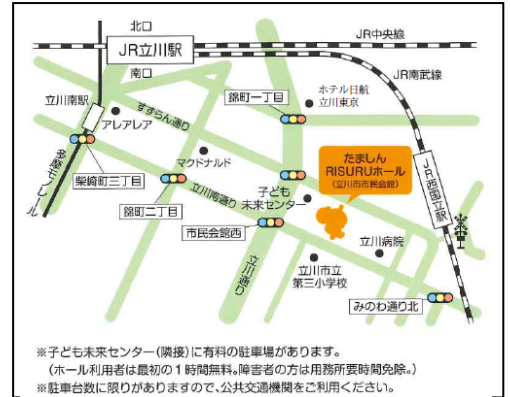 北口
JR立川駅
南口
JR中央線
JR南武線
立川南駅
アレアレア
すずらん通り
錦町一丁目
ホテル日航
立川東京
多摩モノレール
柴崎町三丁目
マクドナルド
錦町二丁目
立川南通り
子ども
未来センター
たましん
RISURUホール
(立川市市民会館)
JR西国立駅
市民会館西
立川通り
立川市立
第三小学校
立川病院
みのわ通り北
※子ども未来センター(隣接)に有料の駐車場があります。
(ホール利用者は最初の1時間無料。障害者の方は用務所要時間免除。)
※駐車台数に限りがありますので、公共交通機関をご利用ください。